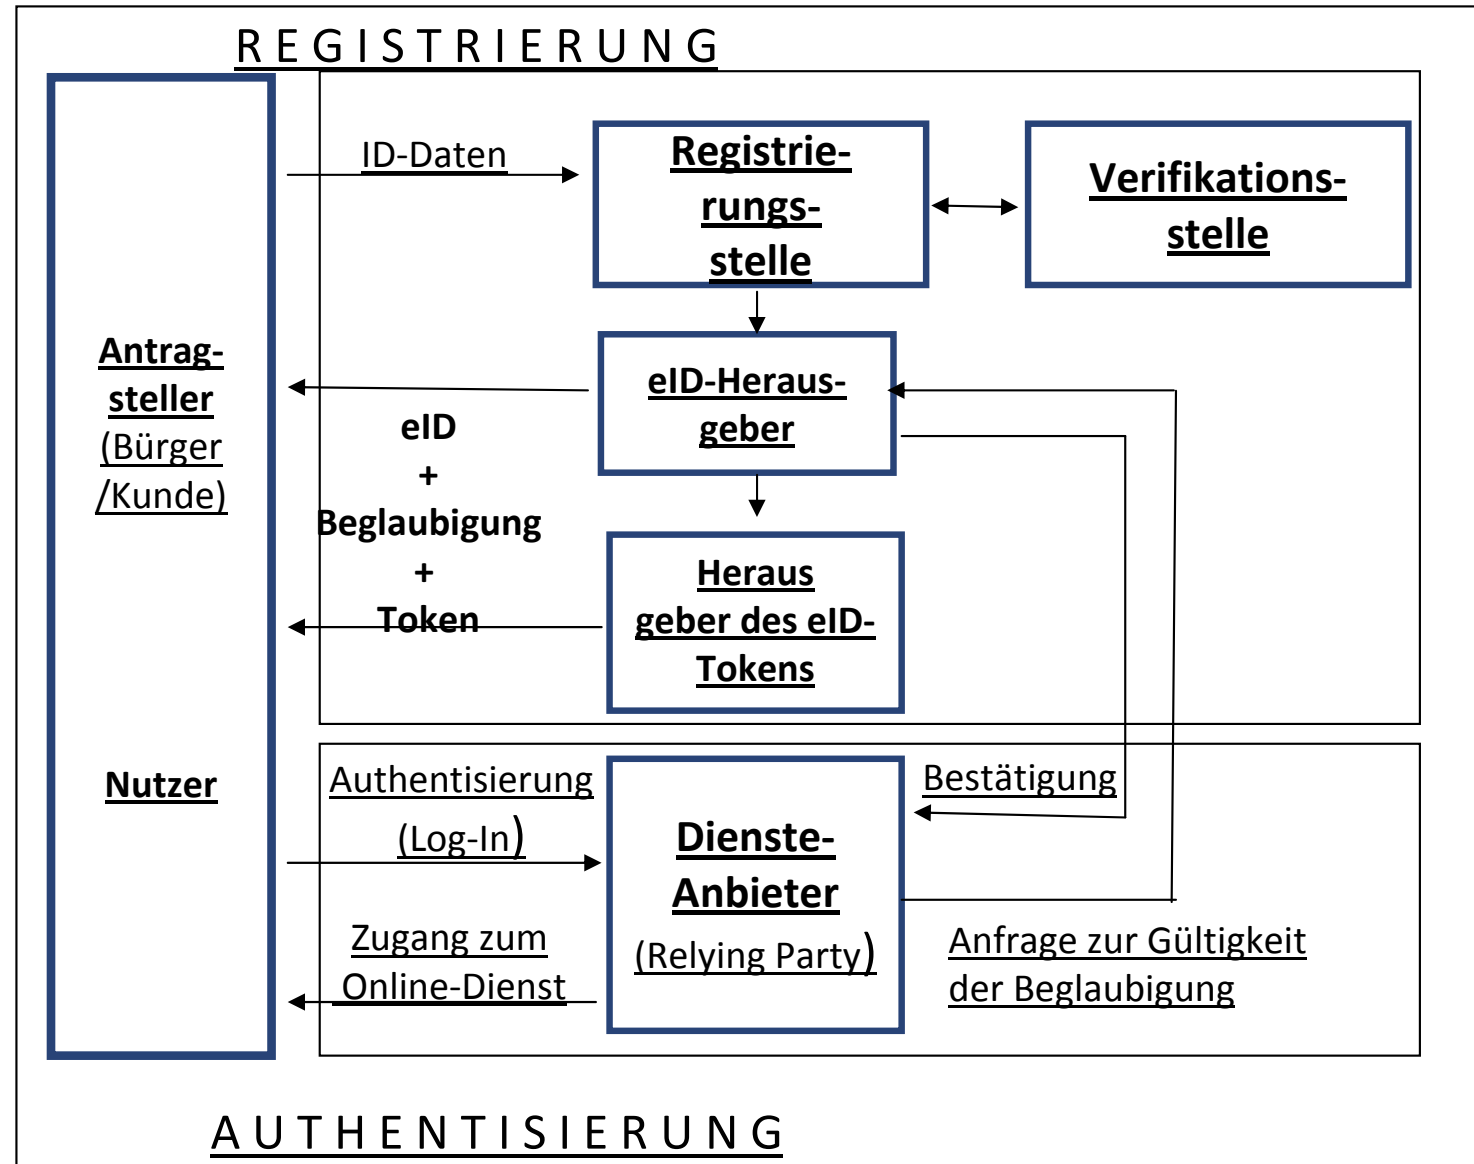 REGISTRIERUNG
ID-Daten
Registrie-
rungs-
stelle
Verifikations-
stelle
Antrag-
steller
(Bürger
/Kunde)
eID-Heraus-
geber
eID
+
Beglaubigung
+
Token
Heraus
geber des eID-
Tokens
Nutzer
Authentisierung
(Log-In)
Bestätigung
Dienste-
Anbieter
(Relying Party)
Zugang zum
Online-Dienst
Anfrage zur Gültigkeit
der Beglaubigung
AUTHENTISIERUNG